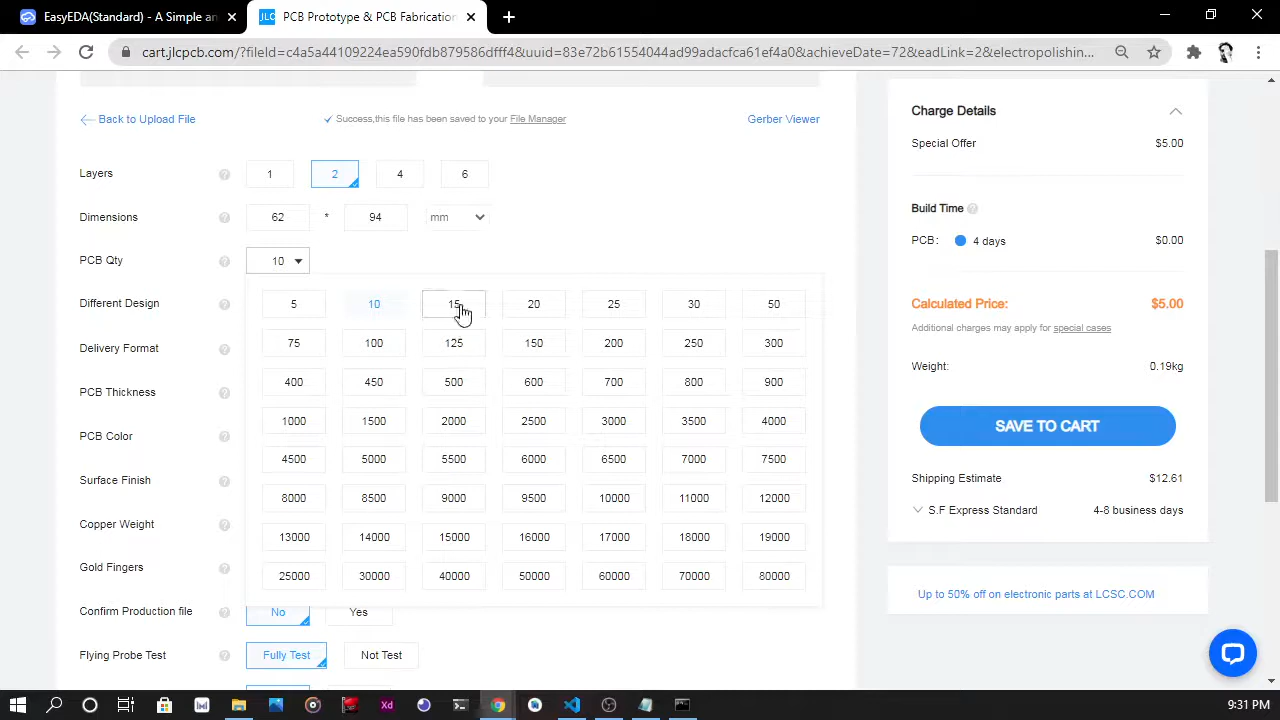 EasyEDA(Standard) - A Simple an
JLC PCB Prototype & PCB Fabrication
cart.jlcpcb.com/?fileId=c4a5a44109224ea590fdb879586dfff4&uuid=83e72b61554044ad99adacfca61ef4a0&achieveDate=72&eadLink=2&electropolishin...
Back to Upload File
Success,this file has been saved to your File Manager
Gerber Viewer
Layers 1 2 4 6
Dimensions 62 * 94 mm
PCB Qty 10
Different Design
Delivery Format
PCB Thickness
PCB Color
Surface Finish
Copper Weight
Gold Fingers
5 10 15 20 25 30 50
75 100 125 150 200 250 300
400 450 500 600 700 800 900
1000 1500 2000 2500 3000 3500 4000
4500 5000 5500 6000 6500 7000 7500
8000 8500 9000 9500 10000 11000 12000
13000 14000 15000 16000 17000 18000 19000
25000 30000 40000 50000 60000 70000 80000
Confirm Production file No Yes
Flying Probe Test Fully Test Not Test
Charge Details
Special Offer $5.00
Build Time
PCB: 4 days $0.00
Calculated Price: $5.00
Additional charges may apply for special cases
Weight: 0.19kg
SAVE TO CART
Shipping Estimate $12.61
S.F Express Standard 4-8 business days
Up to 50% off on electronic parts at LCSC.COM
Xd
9:31 PM